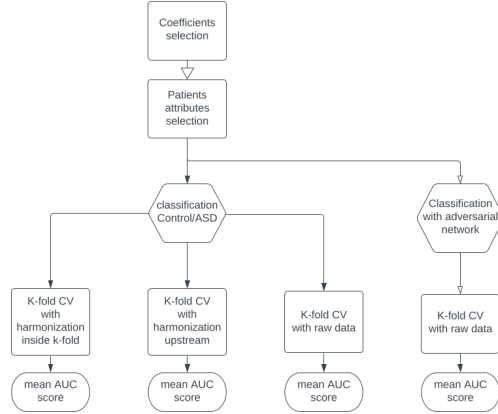 Coefficients
selection
Patients
attributes
selection
classification
Control/ASD
Classification
with adversarial
network
K-fold CV
with
harmonization
inside k-fold
K-fold CV
with
harmonization
upstream
K-fold CV
with raw data
K-fold CV
with raw data
mean AUC
score
mean AUC
score
mean AUC
score
mean AUC
score